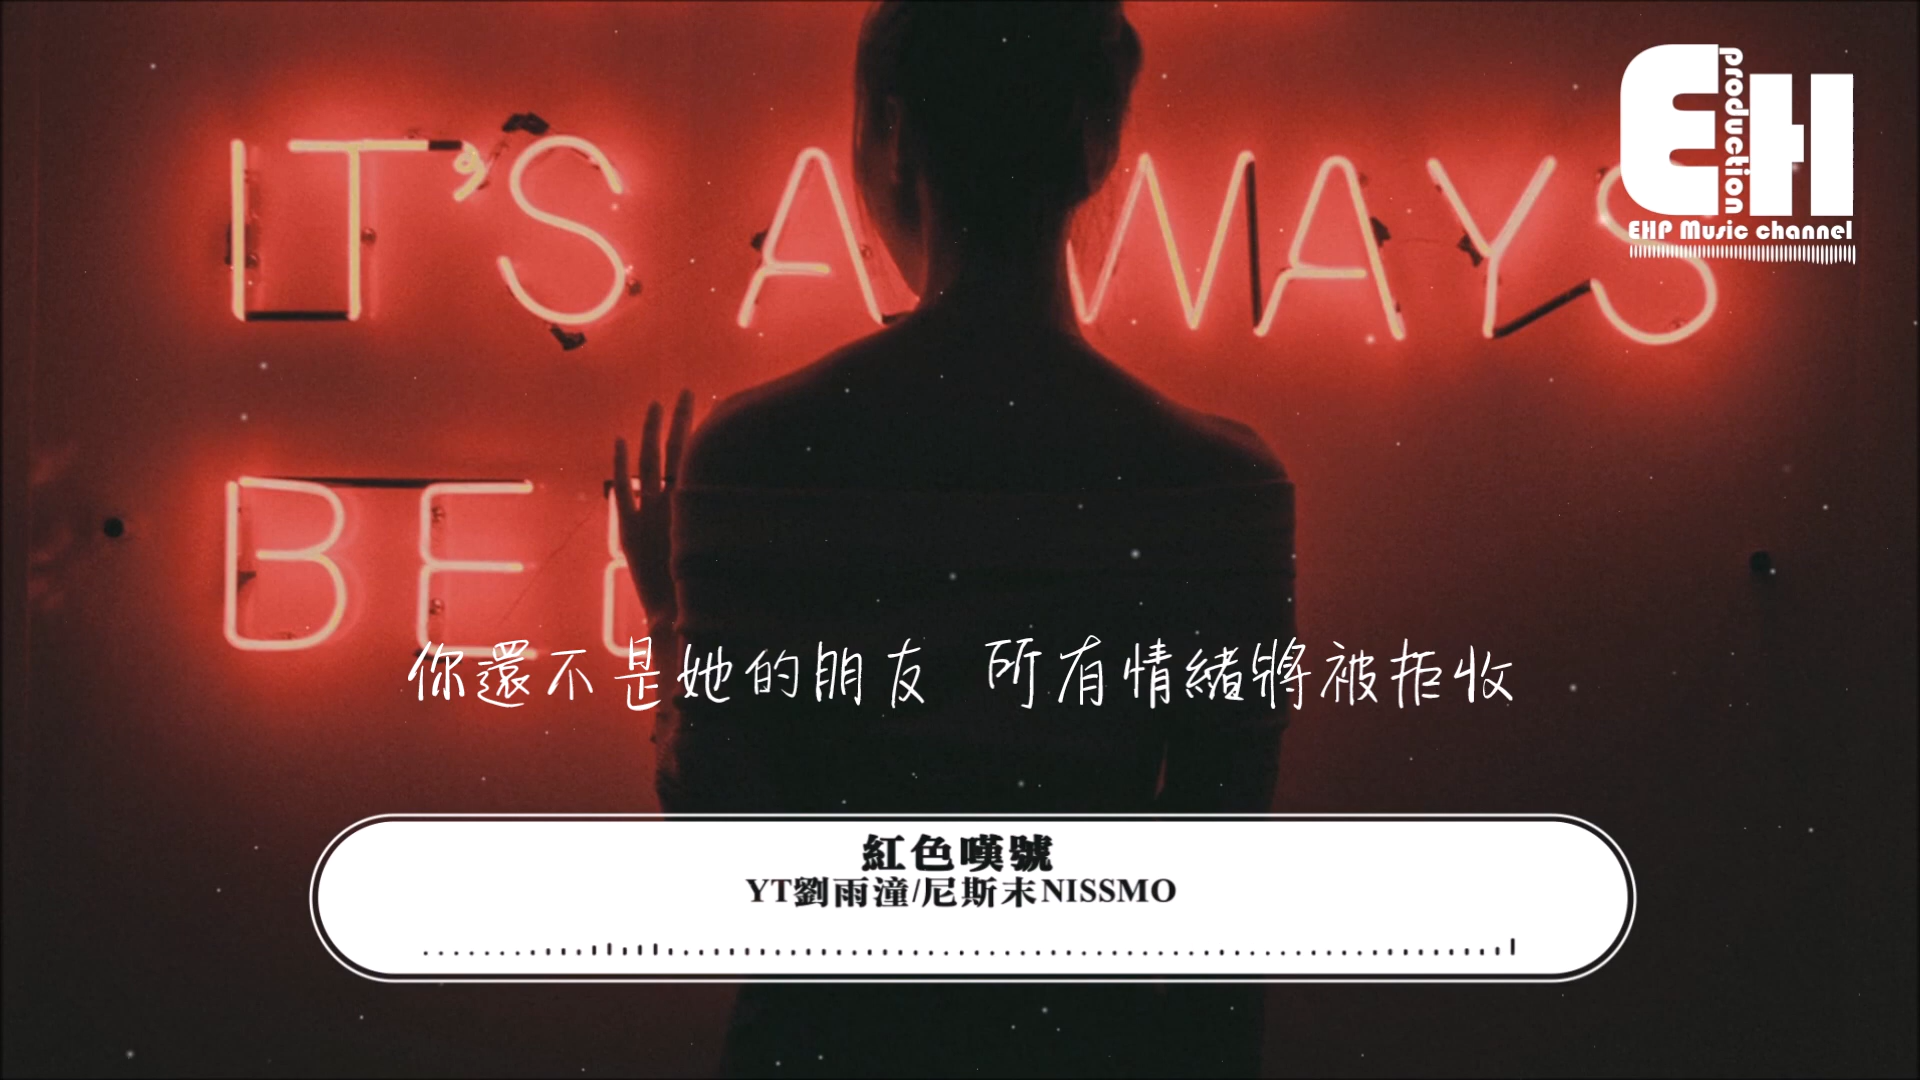 IT'S A WAYS
production
EH
EHP Music channel
BE
你還不是她的朋友 所有情緒將被拒收
紅色嘆號
YT劉雨潼/尼斯末NISSMO